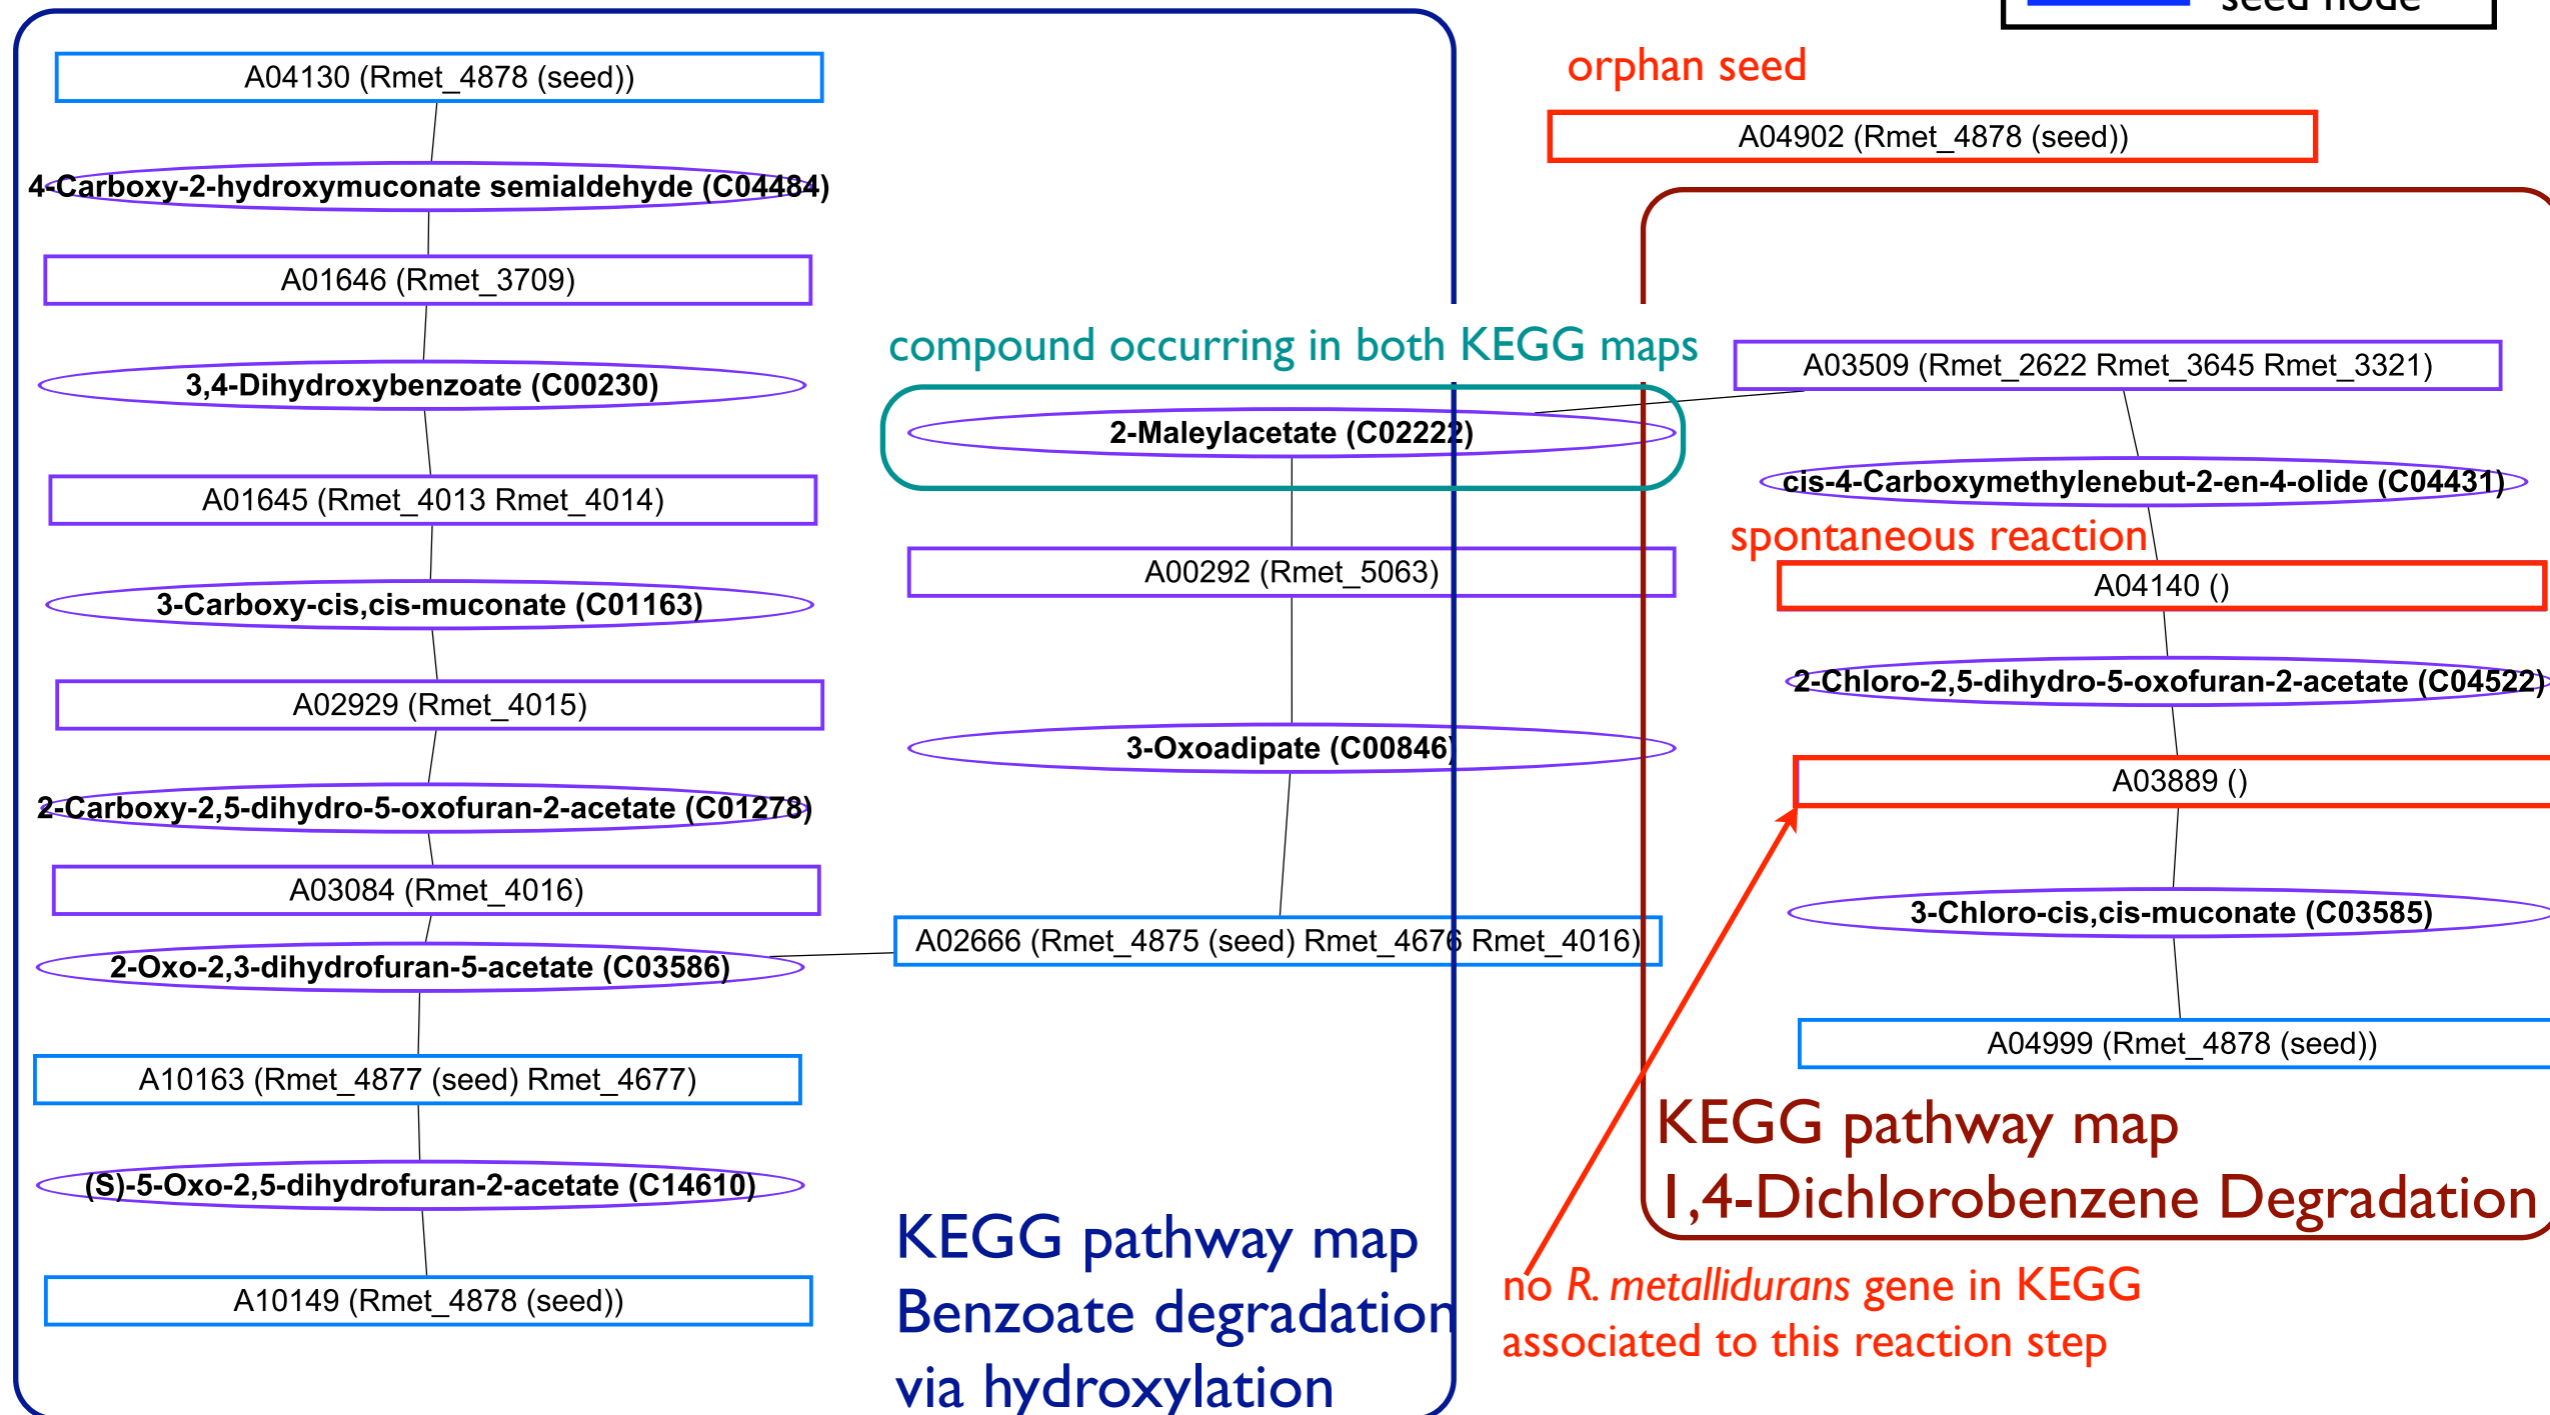 seed node
A04130 (Rmet_4878 (seed))
4-Carboxy-2-hydroxymuconate semialdehyde (C04484)
A01646 (Rmet_3709)
3,4-Dihydroxybenzoate (C00230)
A01645 (Rmet_4013 Rmet_4014)
3-Carboxy-cis,cis-muconate (C01163)
A02929 (Rmet_4015)
2-Carboxy-2,5-dihydro-5-oxofuran-2-acetate (C01278)
A03084 (Rmet_4016)
2-Oxo-2,3-dihydrofuran-5-acetate (C03586)
A10163 (Rmet_4877 (seed) Rmet_4677)
(S)-5-Oxo-2,5-dihydrofuran-2-acetate (C14610)
A10149 (Rmet_4878 (seed))
compound occurring in both KEGG maps
2-Maleylacetate (C02222)
A00292 (Rmet_5063)
3-Oxoadipate (C00846)
A02666 (Rmet_4875 (seed) Rmet_4676 Rmet_4016)
KEGG pathway map
Benzoate degradation
via hydroxylation
orphan seed
A04902 (Rmet_4878 (seed))
A03509 (Rmet_2622 Rmet_3645 Rmet_3321)
cis-4-Carboxymethylenebut-2-en-4-olide (C04431)
spontaneous reaction
A04140 ()
2-Chloro-2,5-dihydro-5-oxofuran-2-acetate (C04522)
A03889 ()
3-Chloro-cis,cis-muconate (C03585)
A04999 (Rmet_4878 (seed))
KEGG pathway map
1,4-Dichlorobenzene Degradation
no R. metallidurans gene in KEGG
associated to this reaction step